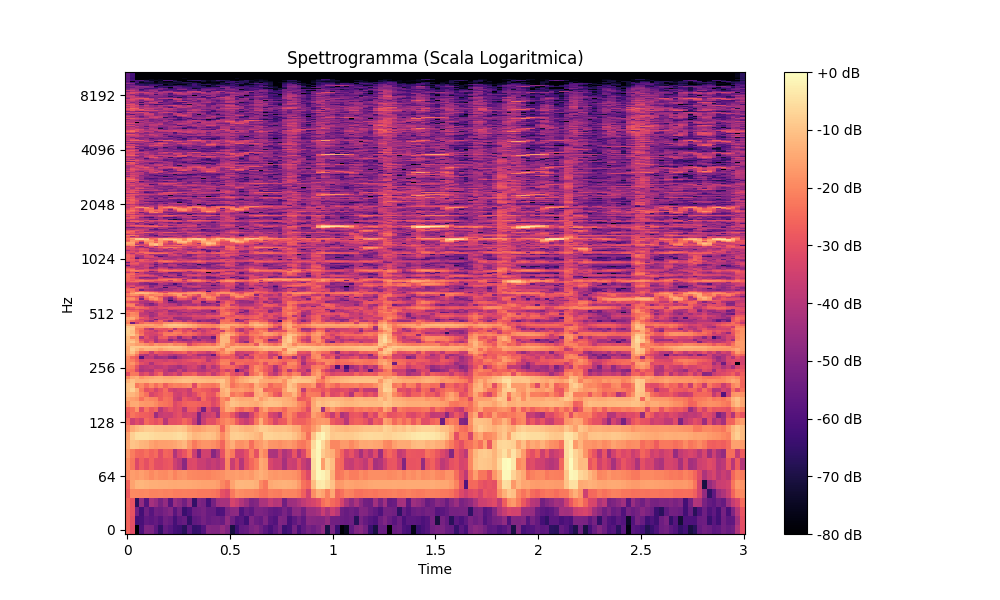 Spettrogramma (Scala Logaritmica)
8192
4096
2048
1024
512
256
128
64
0
Hz
0
0.5
1
1.5
2
2.5
3
Time
+0 dB
-10 dB
-20 dB
-30 dB
-40 dB
-50 dB
-60 dB
-70 dB
-80 dB